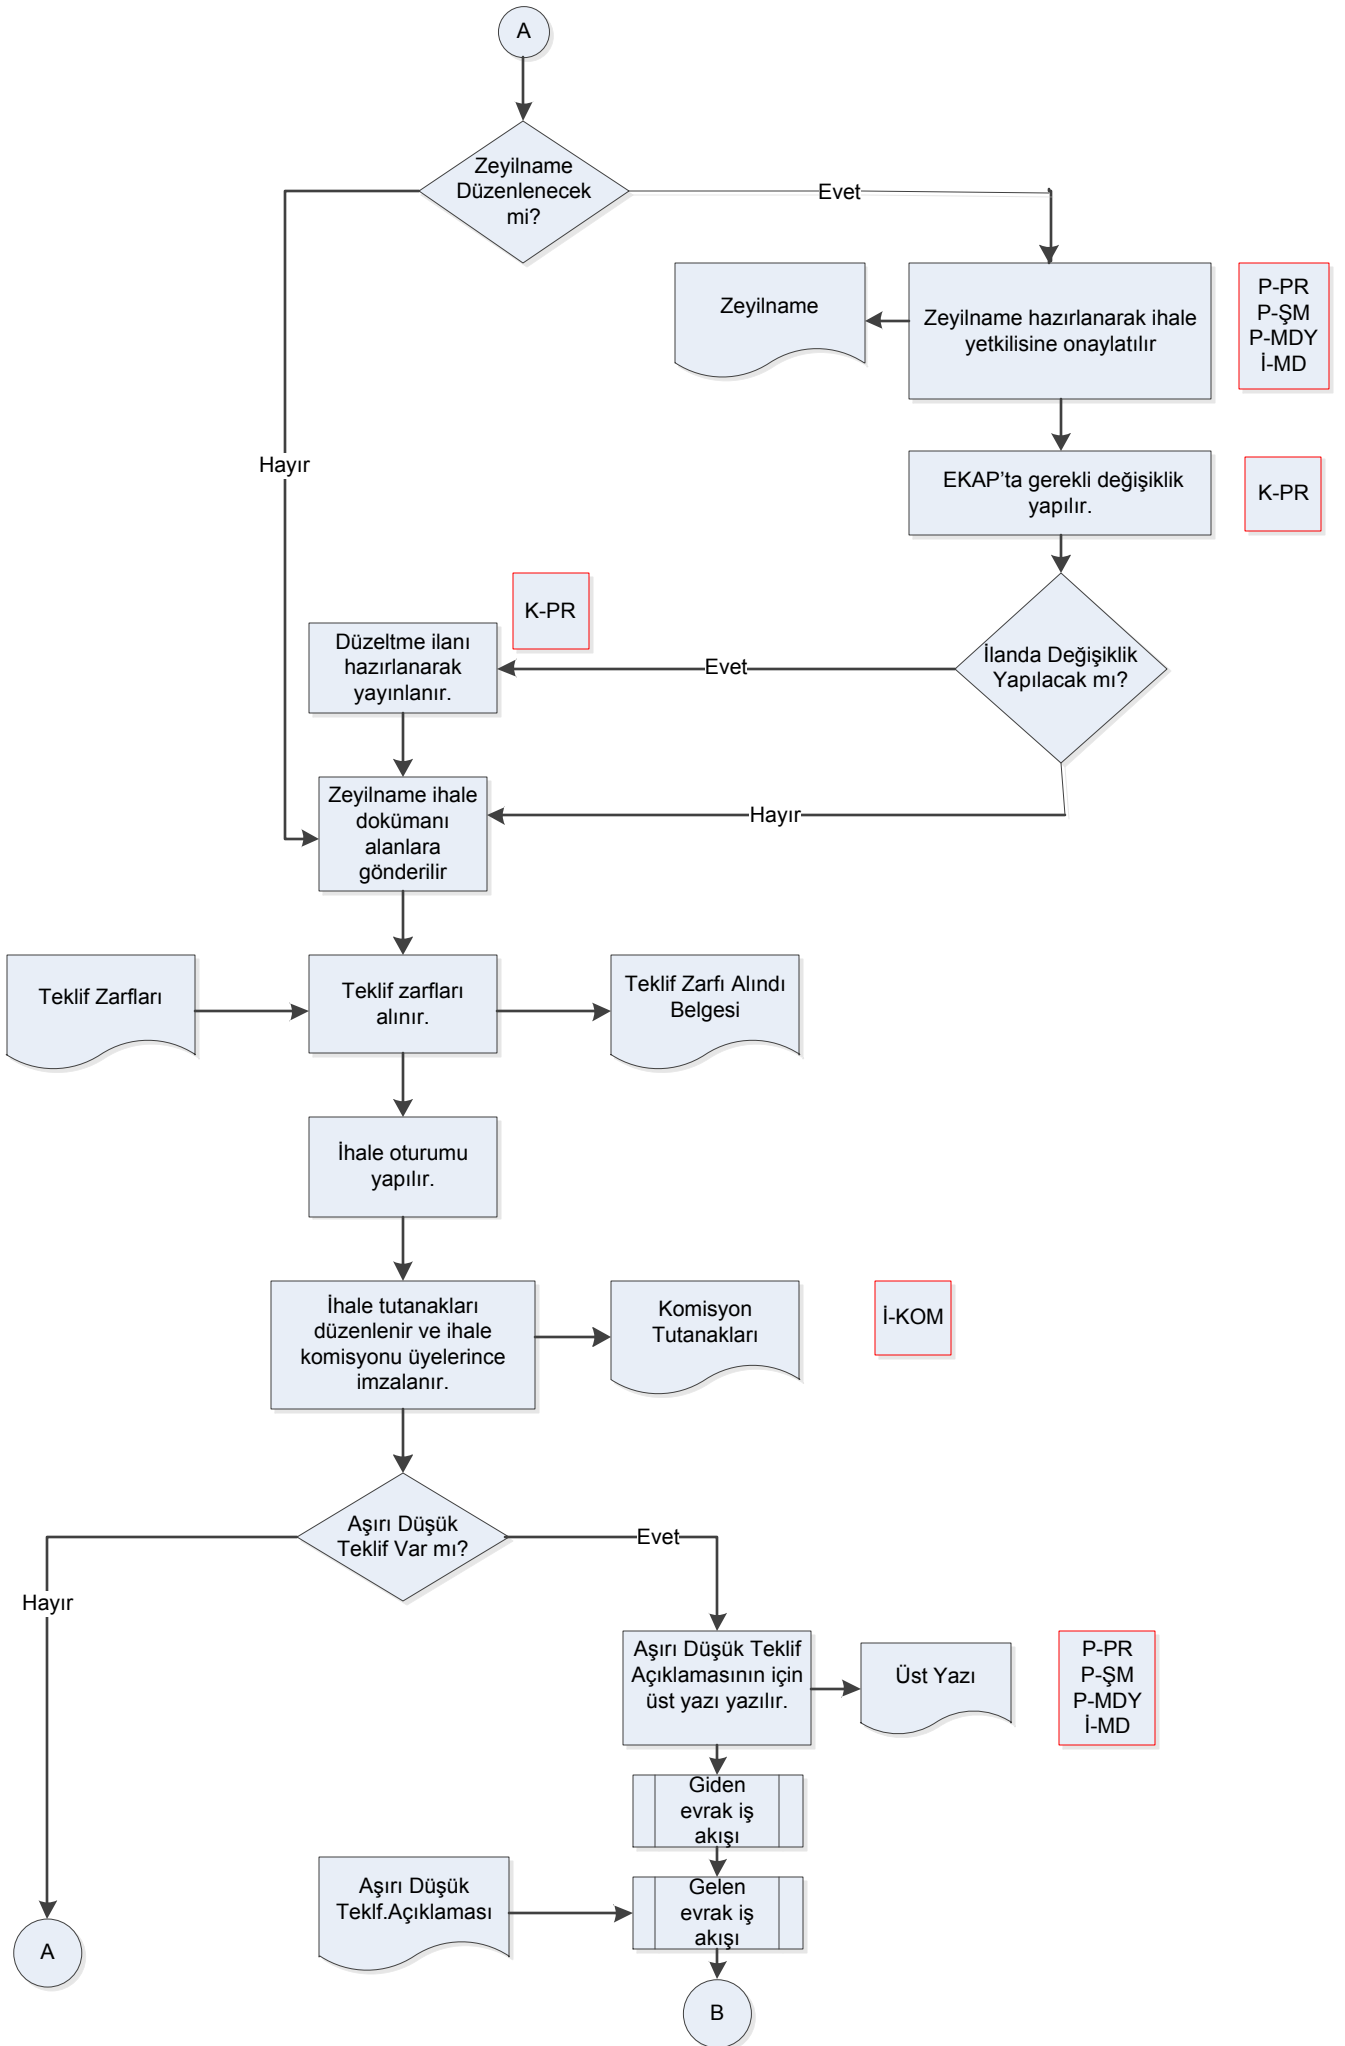 A
Zeyilname
Düzenlenecek
mi?
Evet
Zeyilname
Zeyilname hazırlanarak ihale
yetkilisine onaylatılır
P-PR
P-ŞM
P-MDY
İ-MD
Hayır
EKAP’ta gerekli değişiklik
yapılır.
K-PR
K-PR
Düzeltme ilanı
hazırlanarak
yayınlanır.
Evet
İlanda Değişiklik
Yapılacak mı?
Zeyilname ihale
dokümanı
alanlara
gönderilir
Hayır
Teklif Zarfları
Teklif zarfları
alınır.
Teklif Zarfı Alındı
Belgesi
İhale oturumu
yapılır.
İhale tutanakları
düzenlenir ve ihale
komisyonu üyelerince
imzalanır.
Komisyon
Tutanakları
İ-KOM
Aşırı Düşük
Teklif Var mı?
Evet
Hayır
Aşırı Düşük Teklif
Açıklamasının için
üst yazı yazılır.
Üst Yazı
P-PR
P-ŞM
P-MDY
İ-MD
Giden
evrak iş
akışı
Aşırı Düşük
Teklf.Açıklaması
Gelen
evrak iş
akışı
A
B